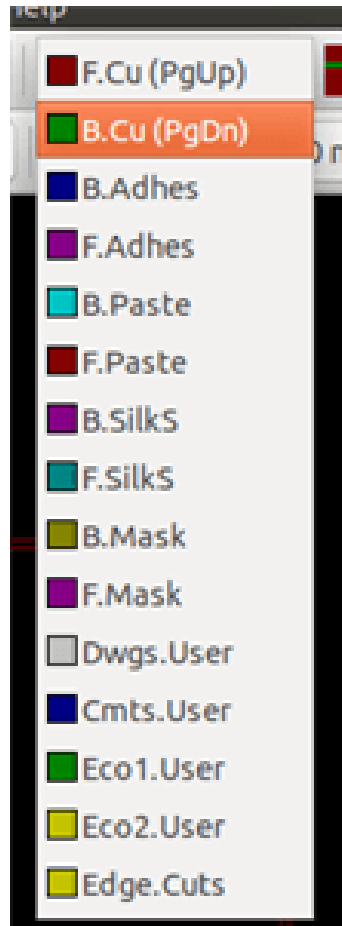 Help
F.Cu (PgUp)
B.Cu (PgDn)
B.Adhes
F.Adhes
B.Paste
F.Paste
B.SilkS
F.SilkS
B.Mask
F.Mask
Dwgs.User
Cmts.User
Eco1.User
Eco2.User
Edge.Cuts